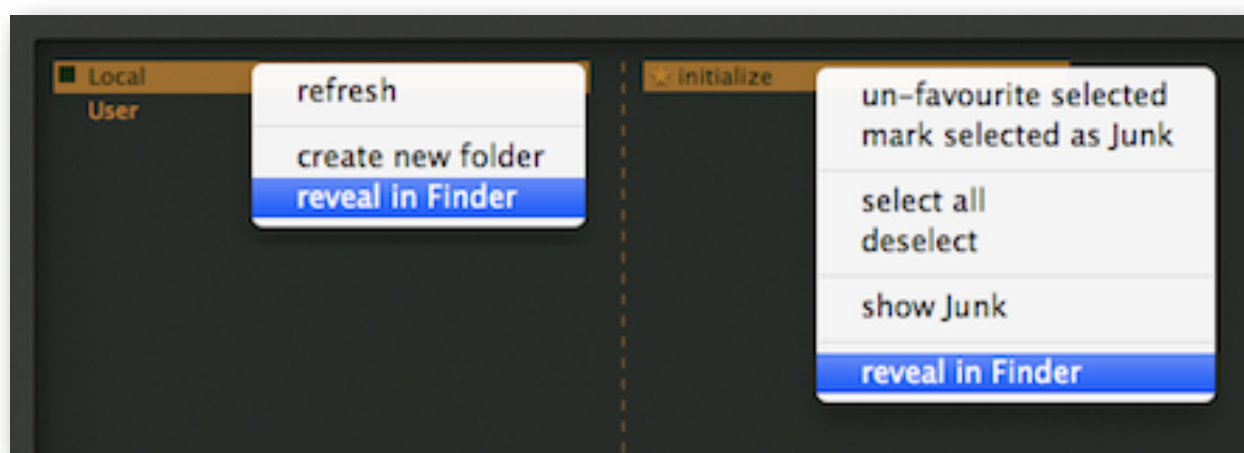 Local
User
refresh
create new folder
reveal in Finder
initialize
un-favourite selected
mark selected as Junk
select all
deselect
show Junk
reveal in Finder